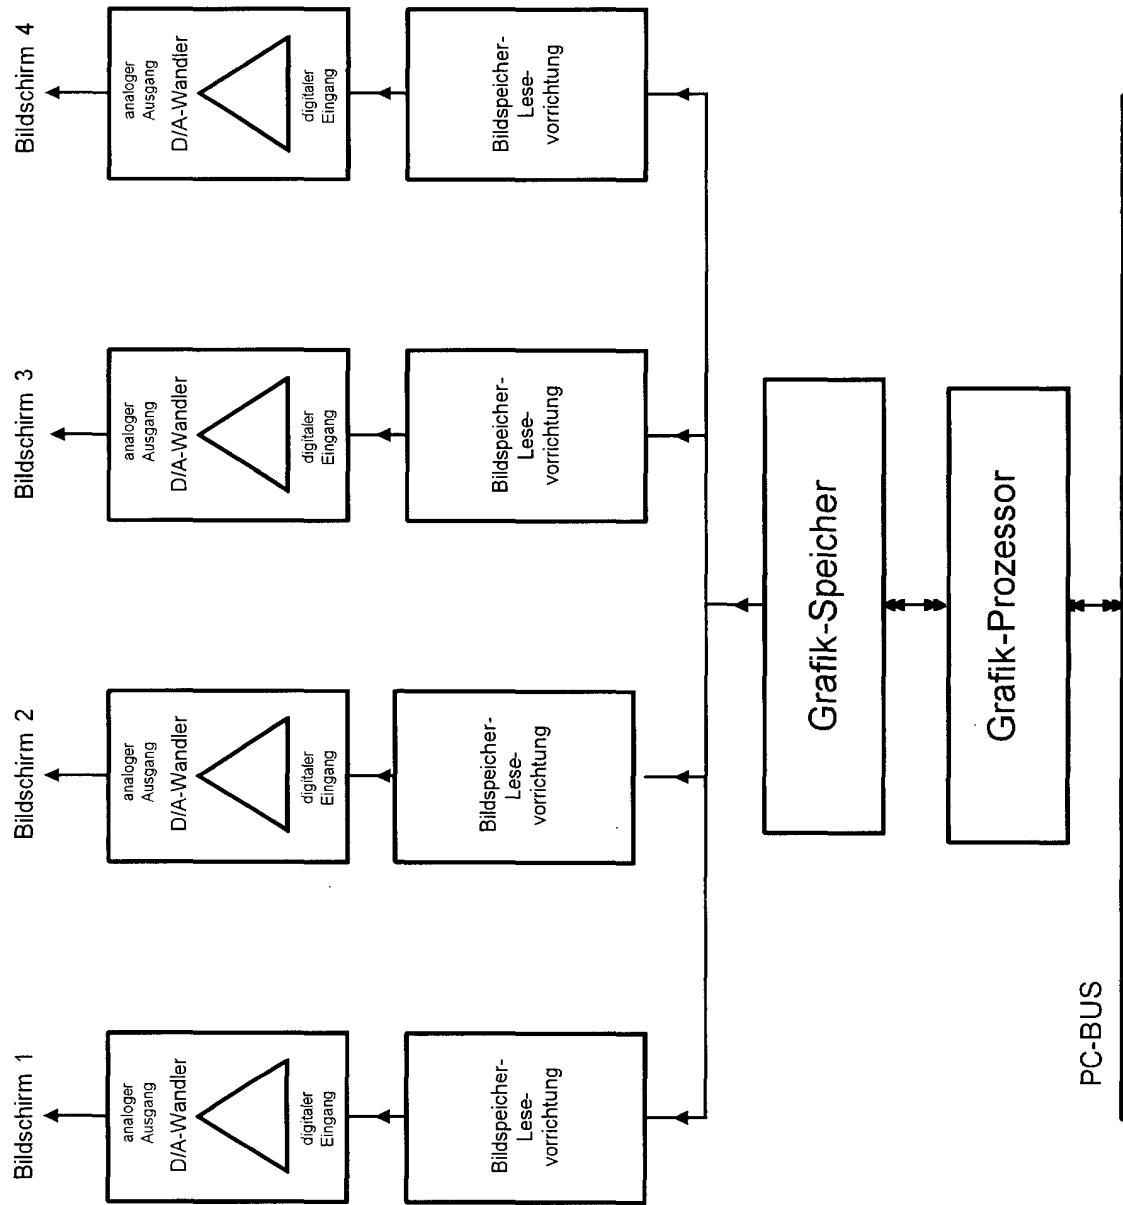 Bildschirm 4
analoger
Ausgang
D/A-Wandler
digitaler
Eingang
Bildspeicher-
Lese-
vorrichtung
Bildschirm 3
analoger
Ausgang
D/A-Wandler
digitaler
Eingang
Bildspeicher-
Lese-
vorrichtung
Bildschirm 2
analoger
Ausgang
D/A-Wandler
digitaler
Eingang
Bildspeicher-
Lese-
vorrichtung
Bildschirm 1
analoger
Ausgang
D/A-Wandler
digitaler
Eingang
Bildspeicher-
Lese-
vorrichtung
Grafik-Speicher
Grafik-Prozessor
PC-BUS